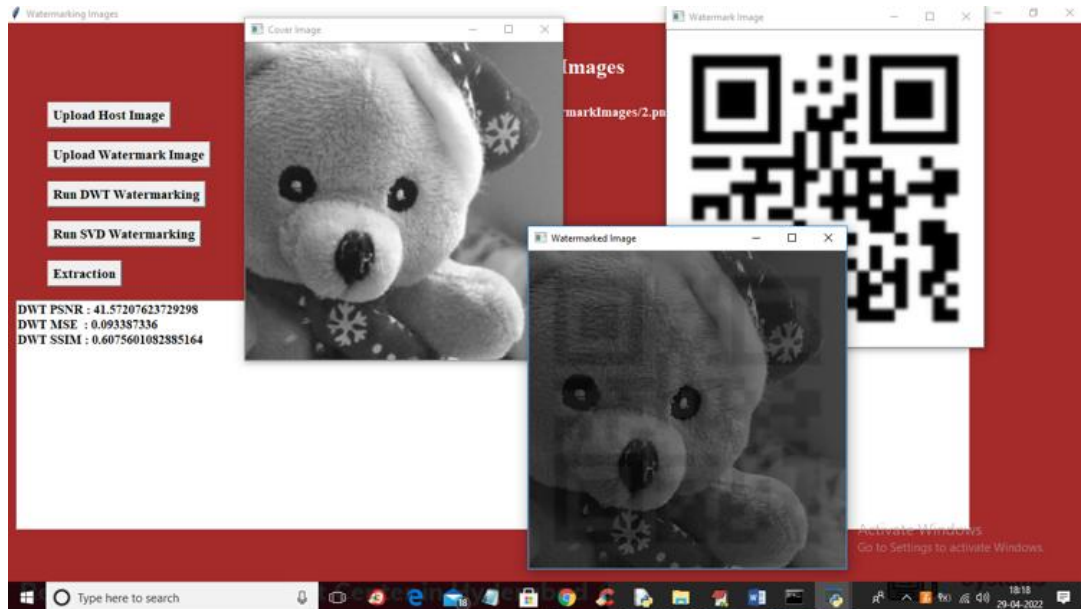 Watermarking Images
Cover Image
Watermark Image
Images
Upload Host Image
rmarkImages/2.pn
Upload Watermark Image
Run DWT Watermarking
Run SVD Watermarking
Watermarked Image
Extraction
DWT PSNR : 41.57207623729298
DWT MSE : 0.093387336
DWT SSIM : 0.6075601082885164
Activate Windows
Go to Settings to activate Windows.
Type here to search
18
18:18
29-04-2022